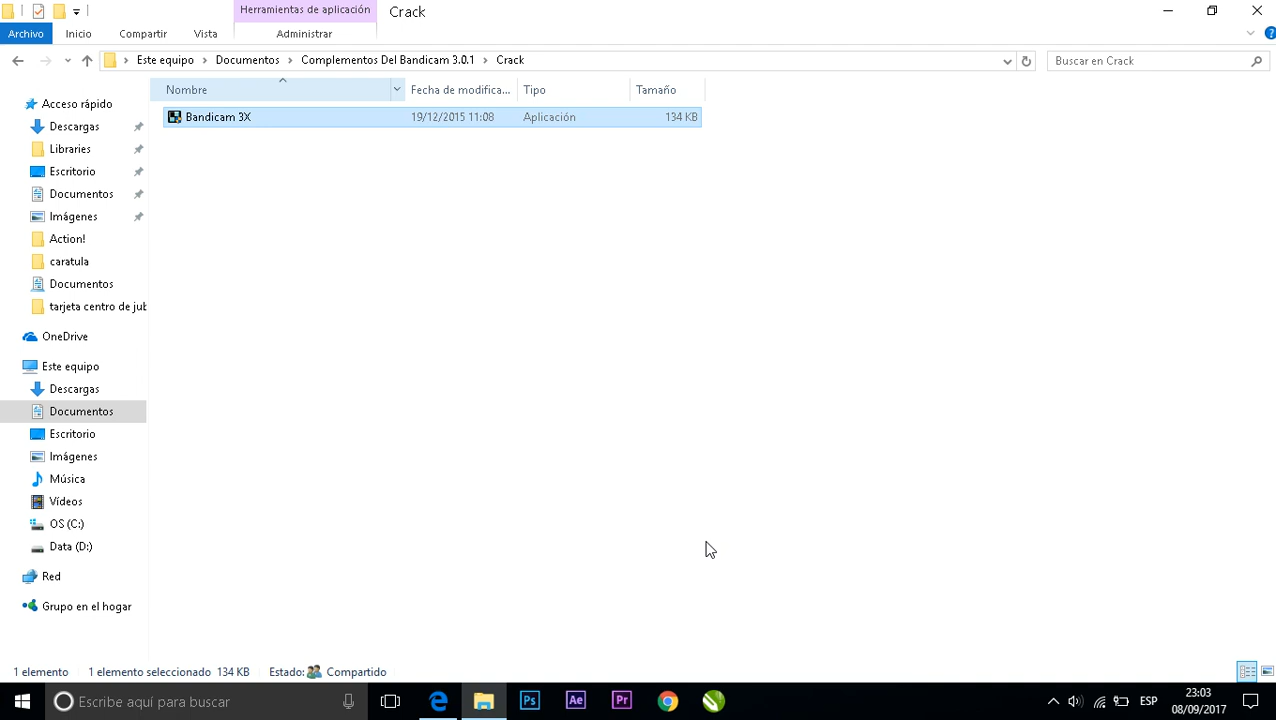 Herramientas de aplicación
Crack
Archivo
Inicio
Compartir
Vista
Administrar
Este equipo
Documentos
Complementos Del Bandicam 3.0.1
Crack
Buscar en Crack
Nombre
Fecha de modifica...
Tipo
Tamaño
Bandicam 3X
19/12/2015 11:08
Aplicación
134 KB
Acceso rápido
Descargas
Libraries
Escritorio
Documentos
Imágenes
Action!
caratula
Documentos
tarjeta centro de jub
OneDrive
Este equipo
Descargas
Documentos
Escritorio
Imágenes
Música
Vídeos
OS (C:)
Data (D:)
Red
Grupo en el hogar
1 elemento
1 elemento seleccionado 134 KB
Estado: Compartido
Escribe aquí para buscar
Ps
Ae
Pr
ESP
23:03
08/09/2017